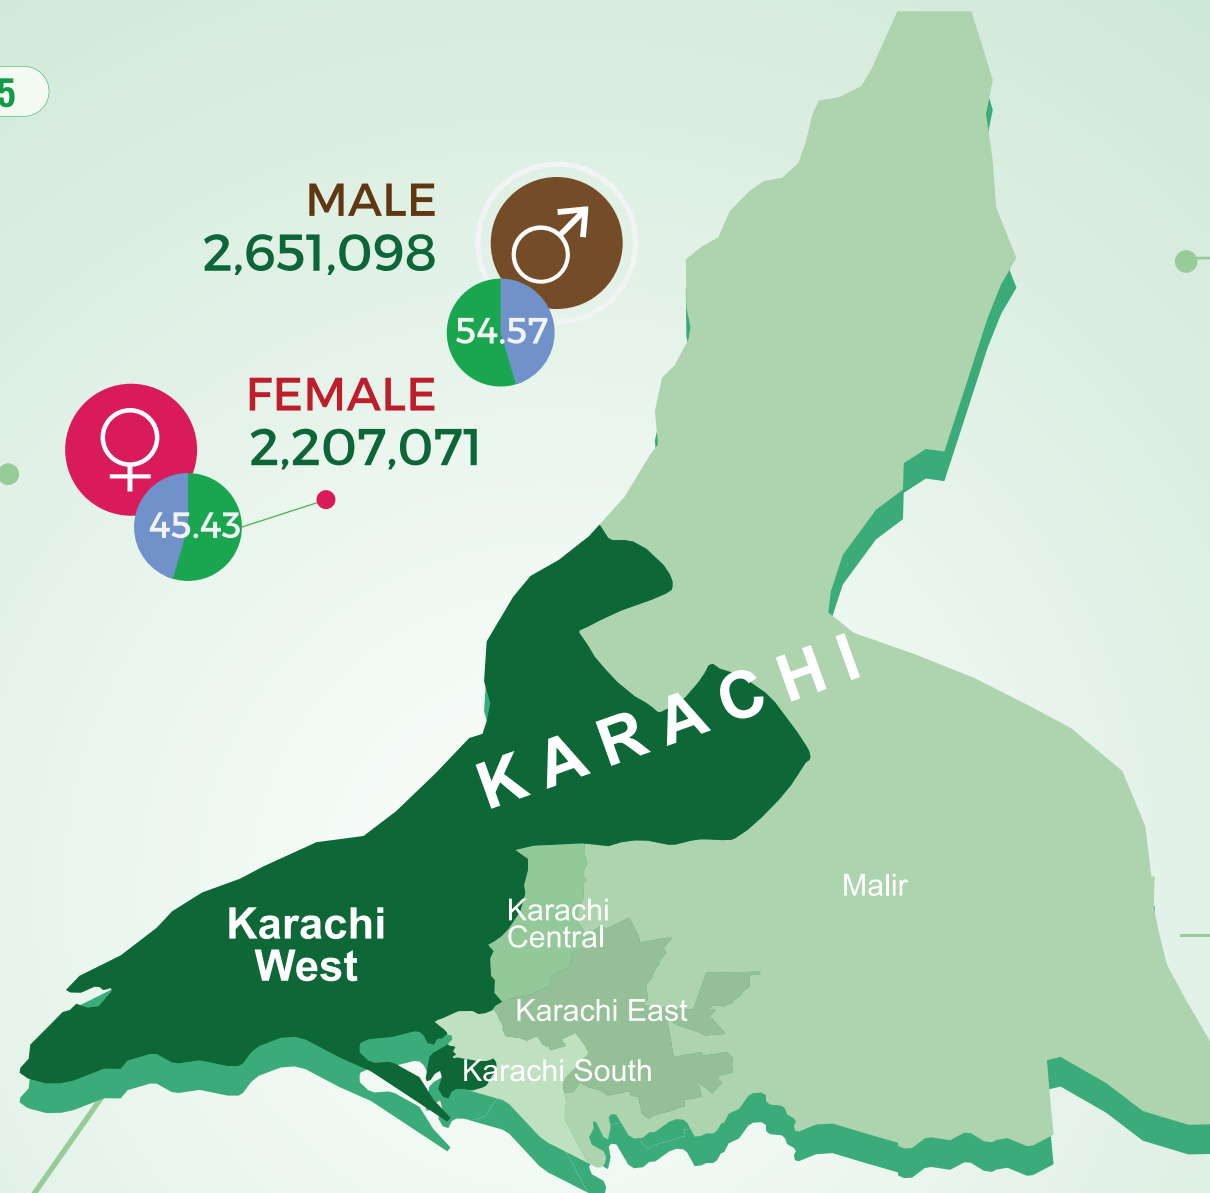 5
MALE
2,651,098
54.57
FEMALE
2,207,071
45.43
KARACHI
Malir
Karachi
Central
Karachi
West
Karachi East
Karachi South